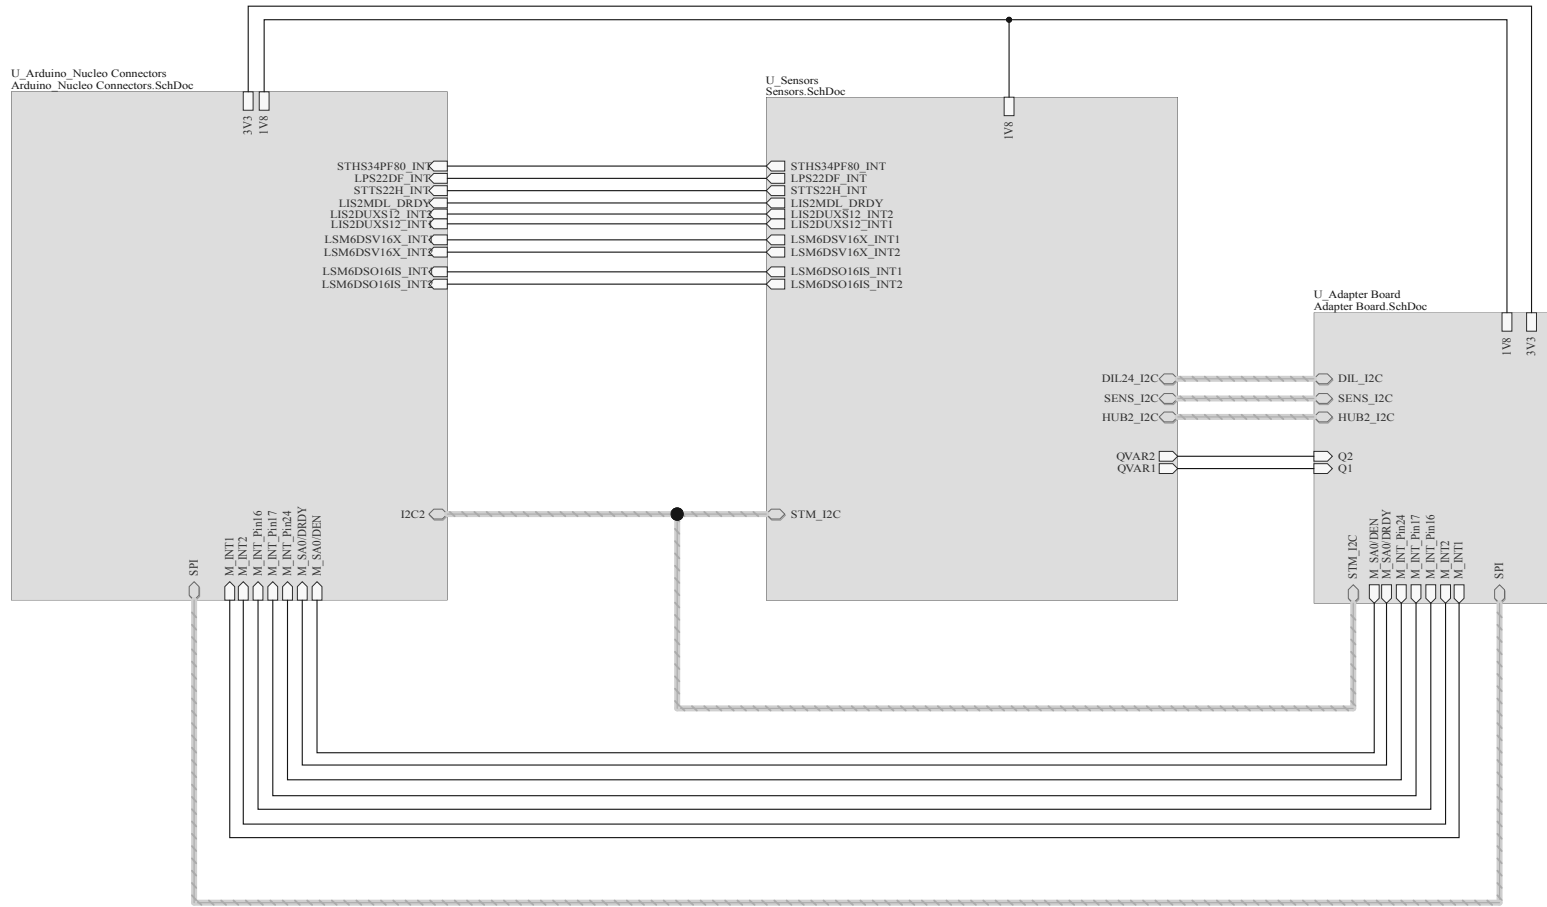 U_Arduino_Nucleo Connectors
Arduino_Nucleo Connectors.SchDoc
3V3
1V8
STHS34PF80_INT
LPS22DF_INT
STTS22H_INT
LIS2MDL_DRDY
LIS2DUXS12_INT2
LIS2DUXS12_INT1
LSM6DSV16X_INT1
LSM6DSV16X_INT2
LSM6DSO16IS_INT1
LSM6DSO16IS_INT2
I2C2
SPI
M_INT1
M_INT2
M_INT_Pin16
M_INT_Pin17
M_INT_Pin24
M_SA0/DRDY
M_SA0/DEN
U_Sensors
Sensors.SchDoc
1V8
STHS34PF80_INT
LPS22DF_INT
STTS22H_INT
LIS2MDL_DRDY
LIS2DUXS12_INT2
LIS2DUXS12_INT1
LSM6DSV16X_INT1
LSM6DSV16X_INT2
LSM6DSO16IS_INT1
LSM6DSO16IS_INT2
DIL24_I2C
SENS_I2C
HUB2_I2C
QVAR2
QVAR1
STM_I2C
U_Adapter Board
Adapter Board.SchDoc
1V8
3V3
DIL_I2C
SENS_I2C
HUB2_I2C
Q2
Q1
STM_I2C
M_SA0/DEN
M_SA0/DRDY
M_INT_Pin24
M_INT_Pin17
M_INT_Pin16
M_INT2
M_INT1
SPI